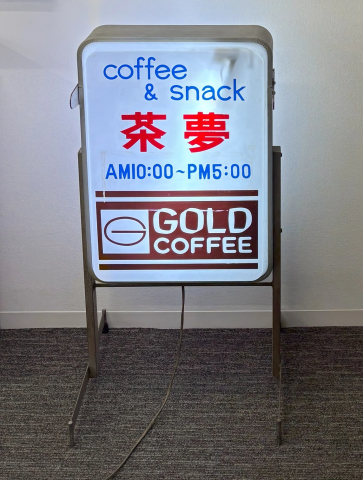 coffee
& snack
茶夢
AM10:00~PM5:00
GOLD
COFFEE